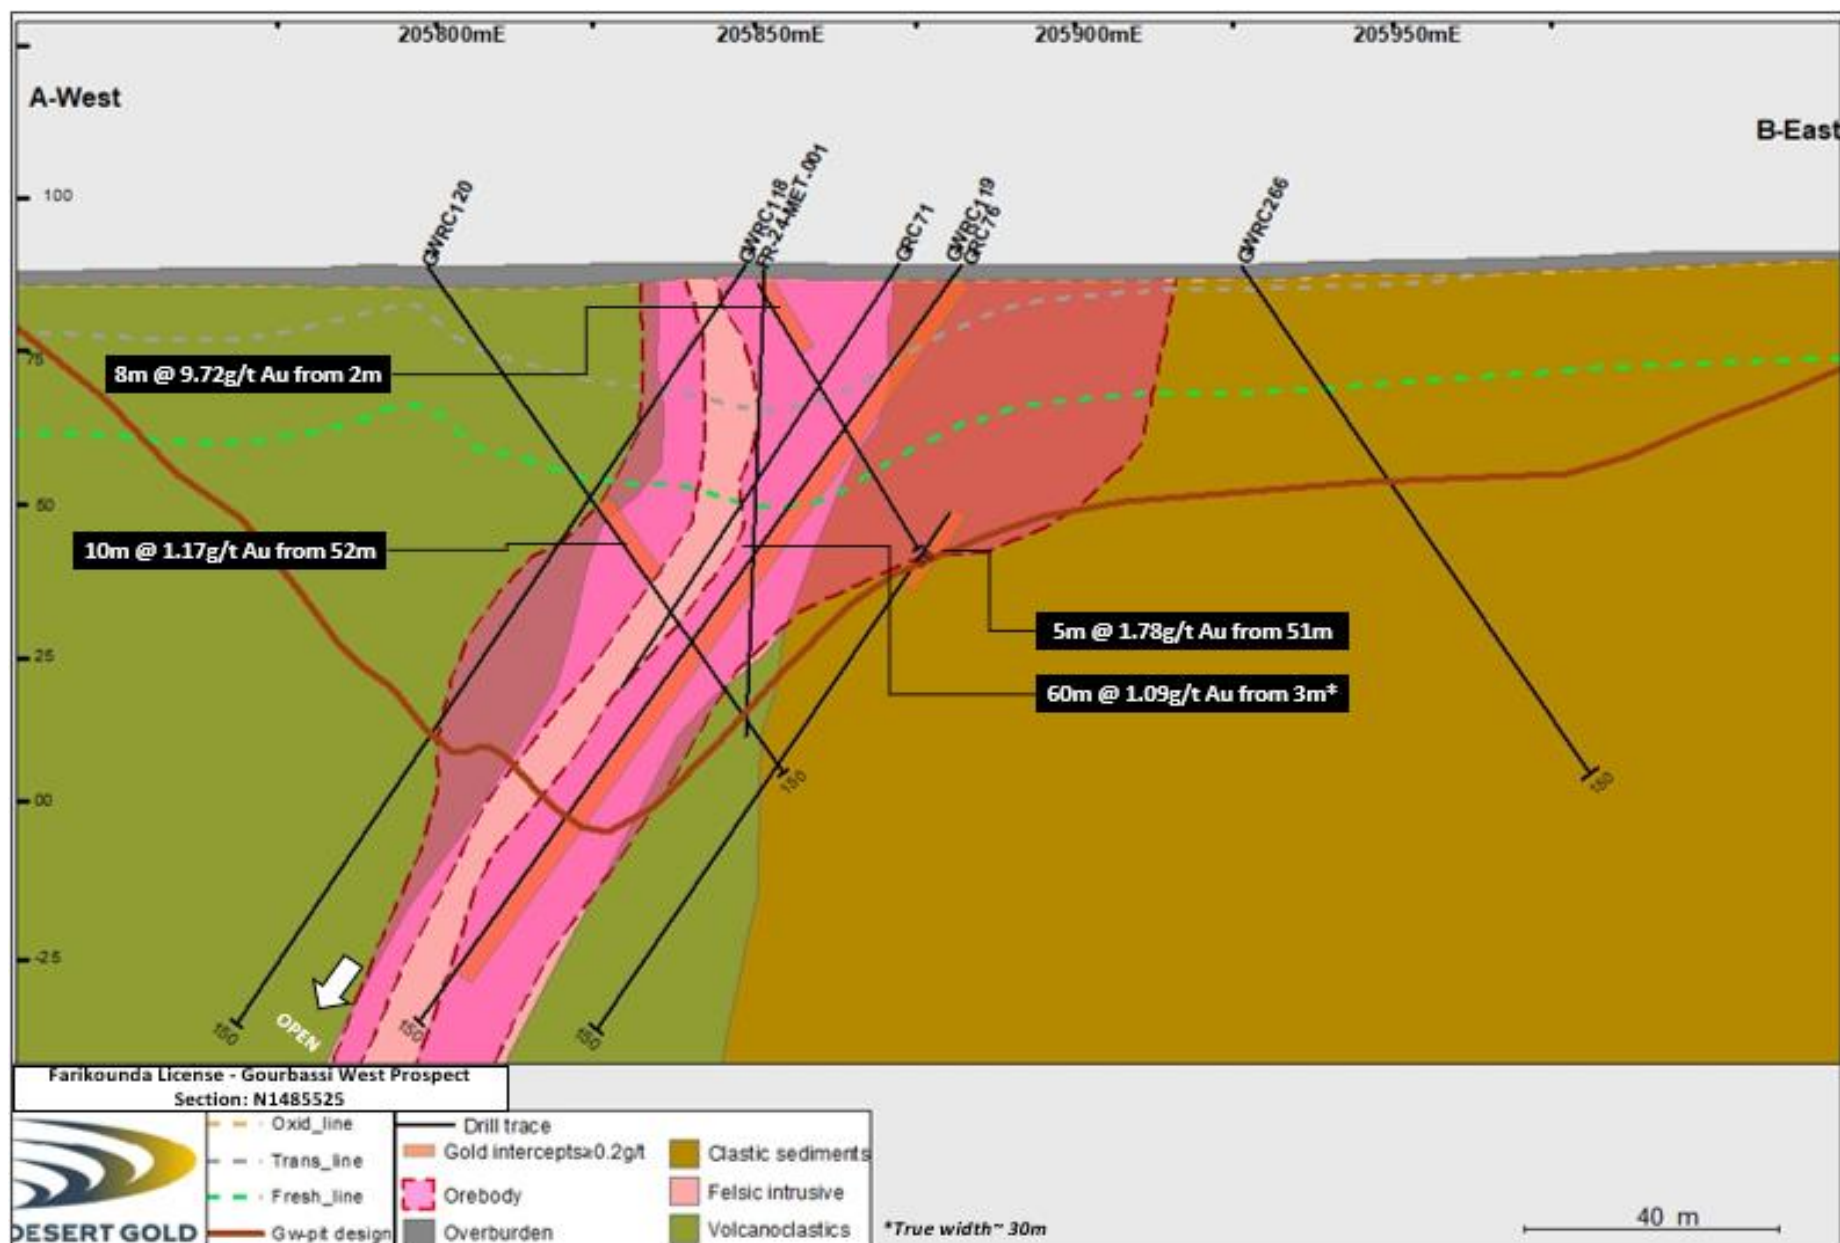 205800mE 205850mE 205900mE 205950mE
A-West
B-East
100
75
50
25
00
-25
GWRC120
GWRC118
FR-24-MET.001
GRC71
GWRC119
GRC76
GWRC266
8m @ 9.72g/t Au from 2m
10m @ 1.17g/t Au from 52m
5m @ 1.78g/t Au from 51m
60m @ 1.09g/t Au from 3m*
150
150
150
150
150
OPEN
Farikounda License - Gourbassi West Prospect
Section: N1485525
DESERT GOLD
Oxid_line
Trans_line
Fresh_line
Gw-pit design
Drill trace
Gold intercepts≥0.2g/t
Orebody
Overburden
Clastic sediments
Felsic intrusive
Volcanoclastics
*True width~ 30m
40 m